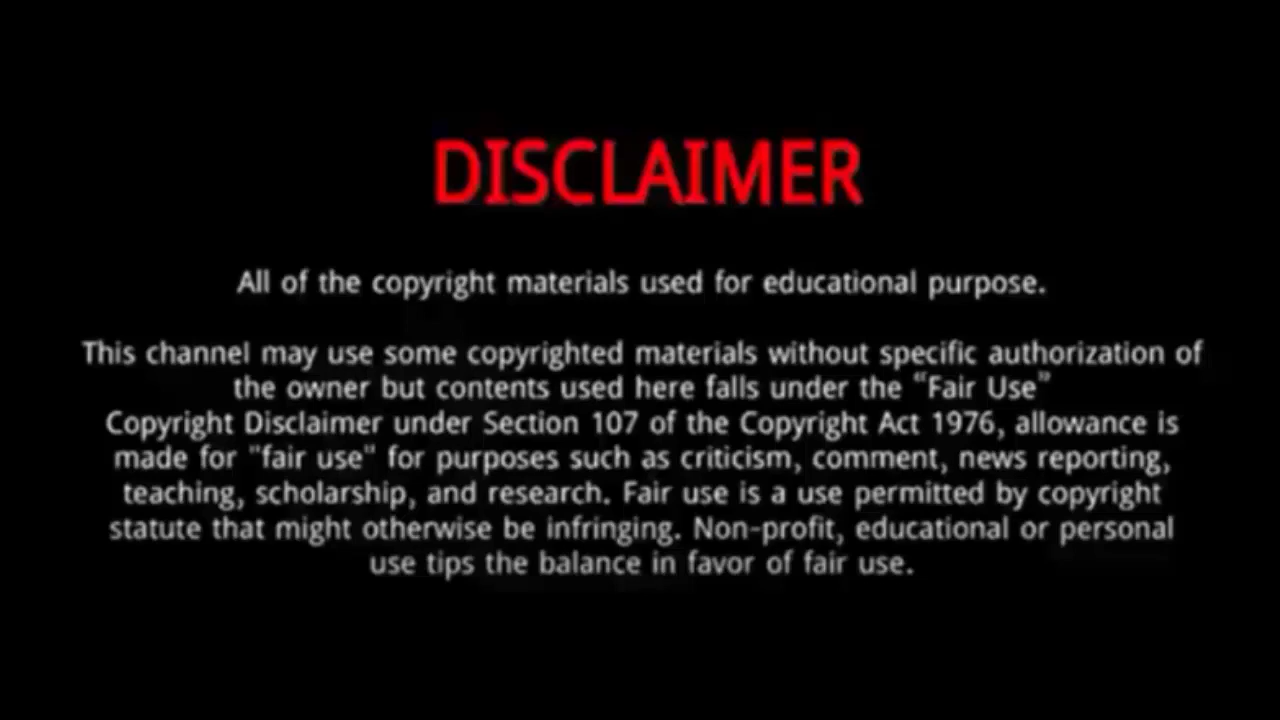 DISCLAIMER
All of the copyright materials used for educational purpose.
This channel may use some copyrighted materials without specific authorization of
the owner but contents used here falls under the “Fair Use”
Copyright Disclaimer under Section 107 of the Copyright Act 1976, allowance is
made for "fair use" for purposes such as criticism, comment, news reporting,
teaching, scholarship, and research. Fair use is a use permitted by copyright
statute that might otherwise be infringing. Non-profit, educational or personal
use tips the balance in favor of fair use.